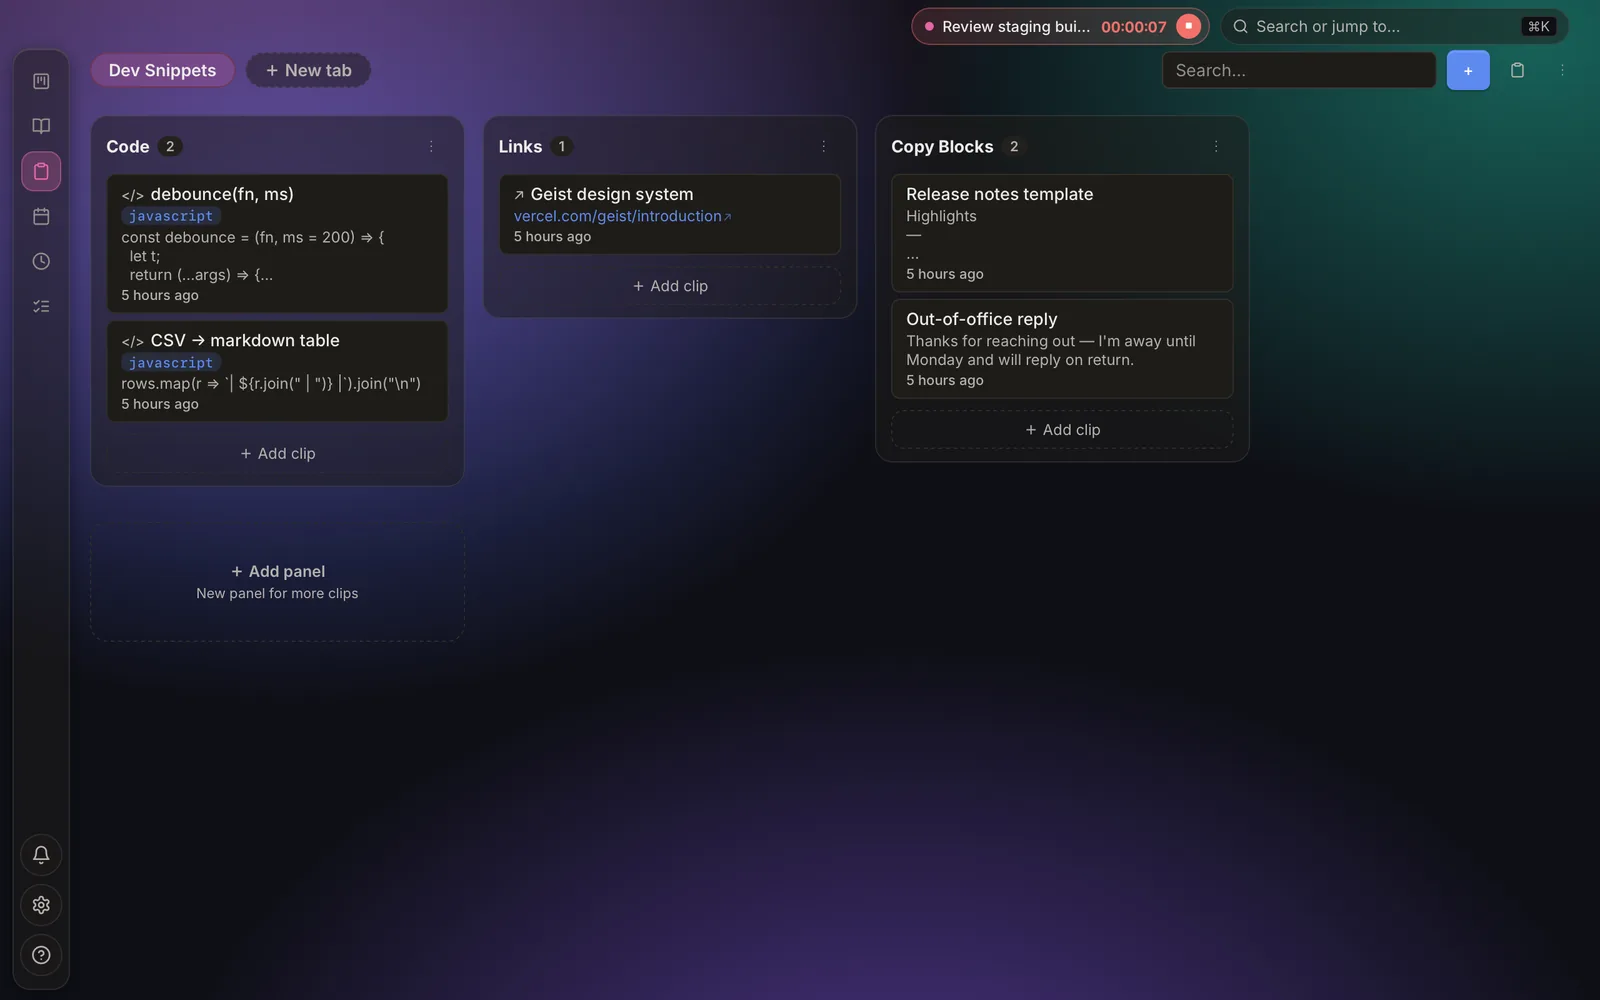 Review staging bui... 00:00:07
Search or jump to... ⌘K
Dev Snippets
+ New tab
Search...
+
Code 2
</> debounce(fn, ms)
javascript
const debounce = (fn, ms = 200) => {
let t;
return (...args) => {...
5 hours ago
</> CSV → markdown table
javascript
rows.map(r => `| ${r.join(" | ")} |`).join("\n")
5 hours ago
+ Add clip
+ Add panel
New panel for more clips
Links 1
↗ Geist design system
vercel.com/geist/introduction↗
5 hours ago
+ Add clip
Copy Blocks 2
Release notes template
Highlights
—
...
5 hours ago
Out-of-office reply
Thanks for reaching out — I'm away until
Monday and will reply on return.
5 hours ago
+ Add clip